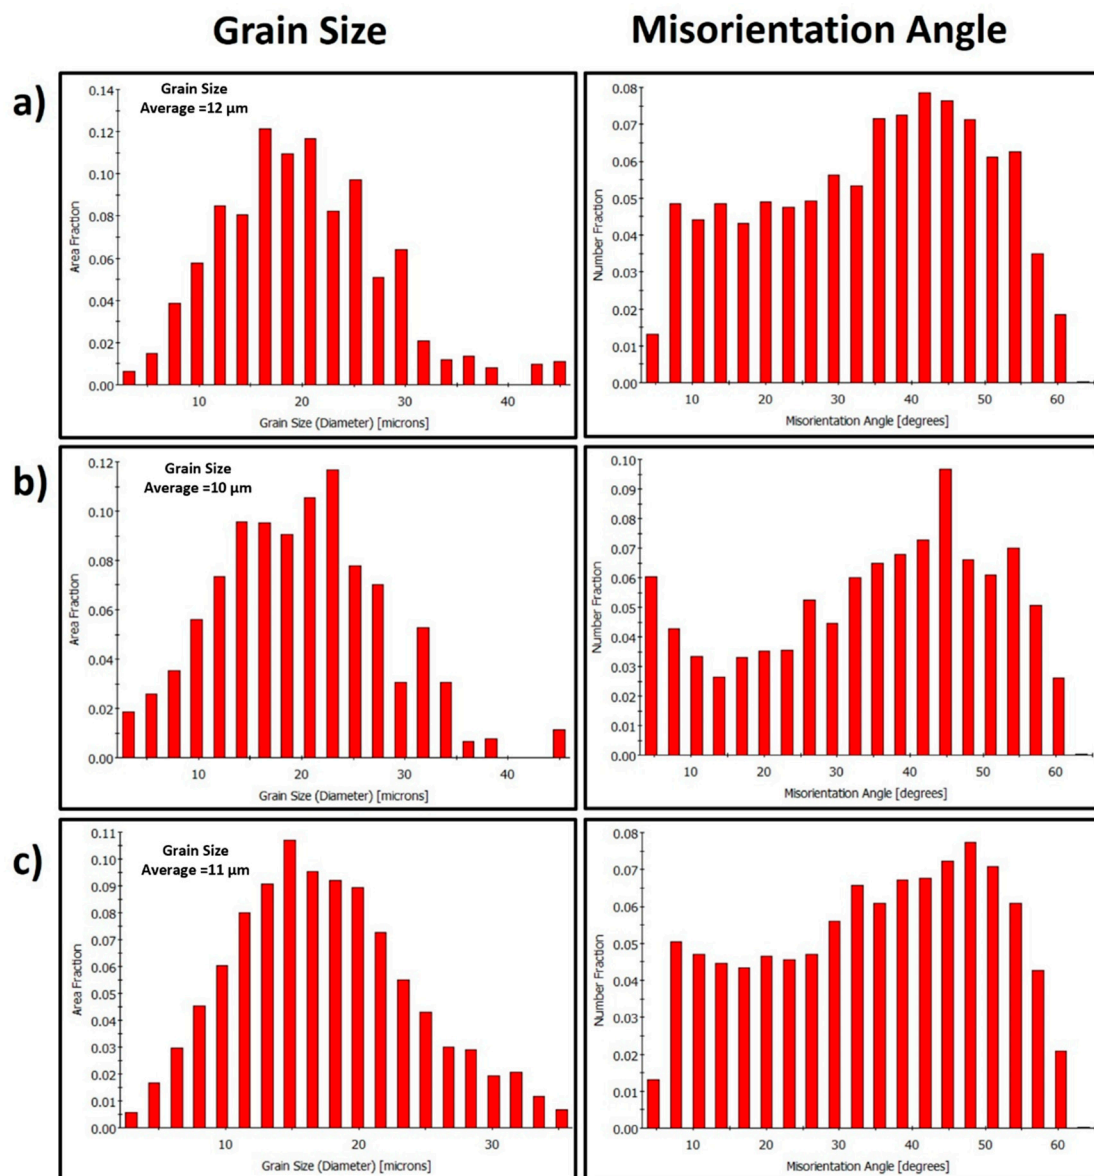 Grain Size
Misorientation Angle
a)
Grain Size
Average =12 µm
0.14
0.12
0.10
0.08
0.06
0.04
0.02
0.00
Area Fraction
10 20 30 40
Grain Size (Diameter) [microns]
0.08
0.07
0.06
0.05
0.04
0.03
0.02
0.01
0.00
Number Fraction
10 20 30 40 50 60
Misorientation Angle [degrees]
b)
Grain Size
Average =10 µm
0.12
0.10
0.08
0.06
0.04
0.02
0.00
Area Fraction
10 20 30 40
Grain Size (Diameter) [microns]
0.10
0.09
0.08
0.07
0.06
0.05
0.04
0.03
0.02
0.01
0.00
Number Fraction
10 20 30 40 50 60
Misorientation Angle [degrees]
c)
Grain Size
Average =11 µm
0.11
0.10
0.09
0.08
0.07
0.06
0.05
0.04
0.03
0.02
0.01
0.00
Area Fraction
10 20 30
Grain Size (Diameter) [microns]
0.08
0.07
0.06
0.05
0.04
0.03
0.02
0.01
0.00
Number Fraction
10 20 30 40 50 60
Misorientation Angle [degrees]